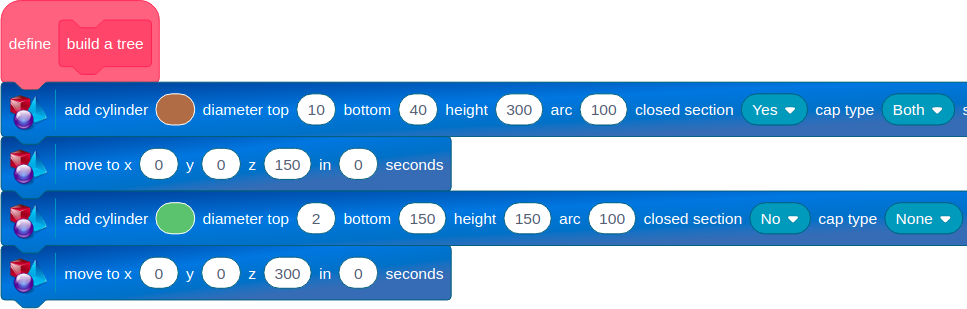 define build a tree
add cylinder diameter top 10 bottom 40 height 300 arc 100 closed section Yes cap type Both
move to x 0 y 0 z 150 in 0 seconds
add cylinder diameter top 2 bottom 150 height 150 arc 100 closed section No cap type None
move to x 0 y 0 z 300 in 0 seconds